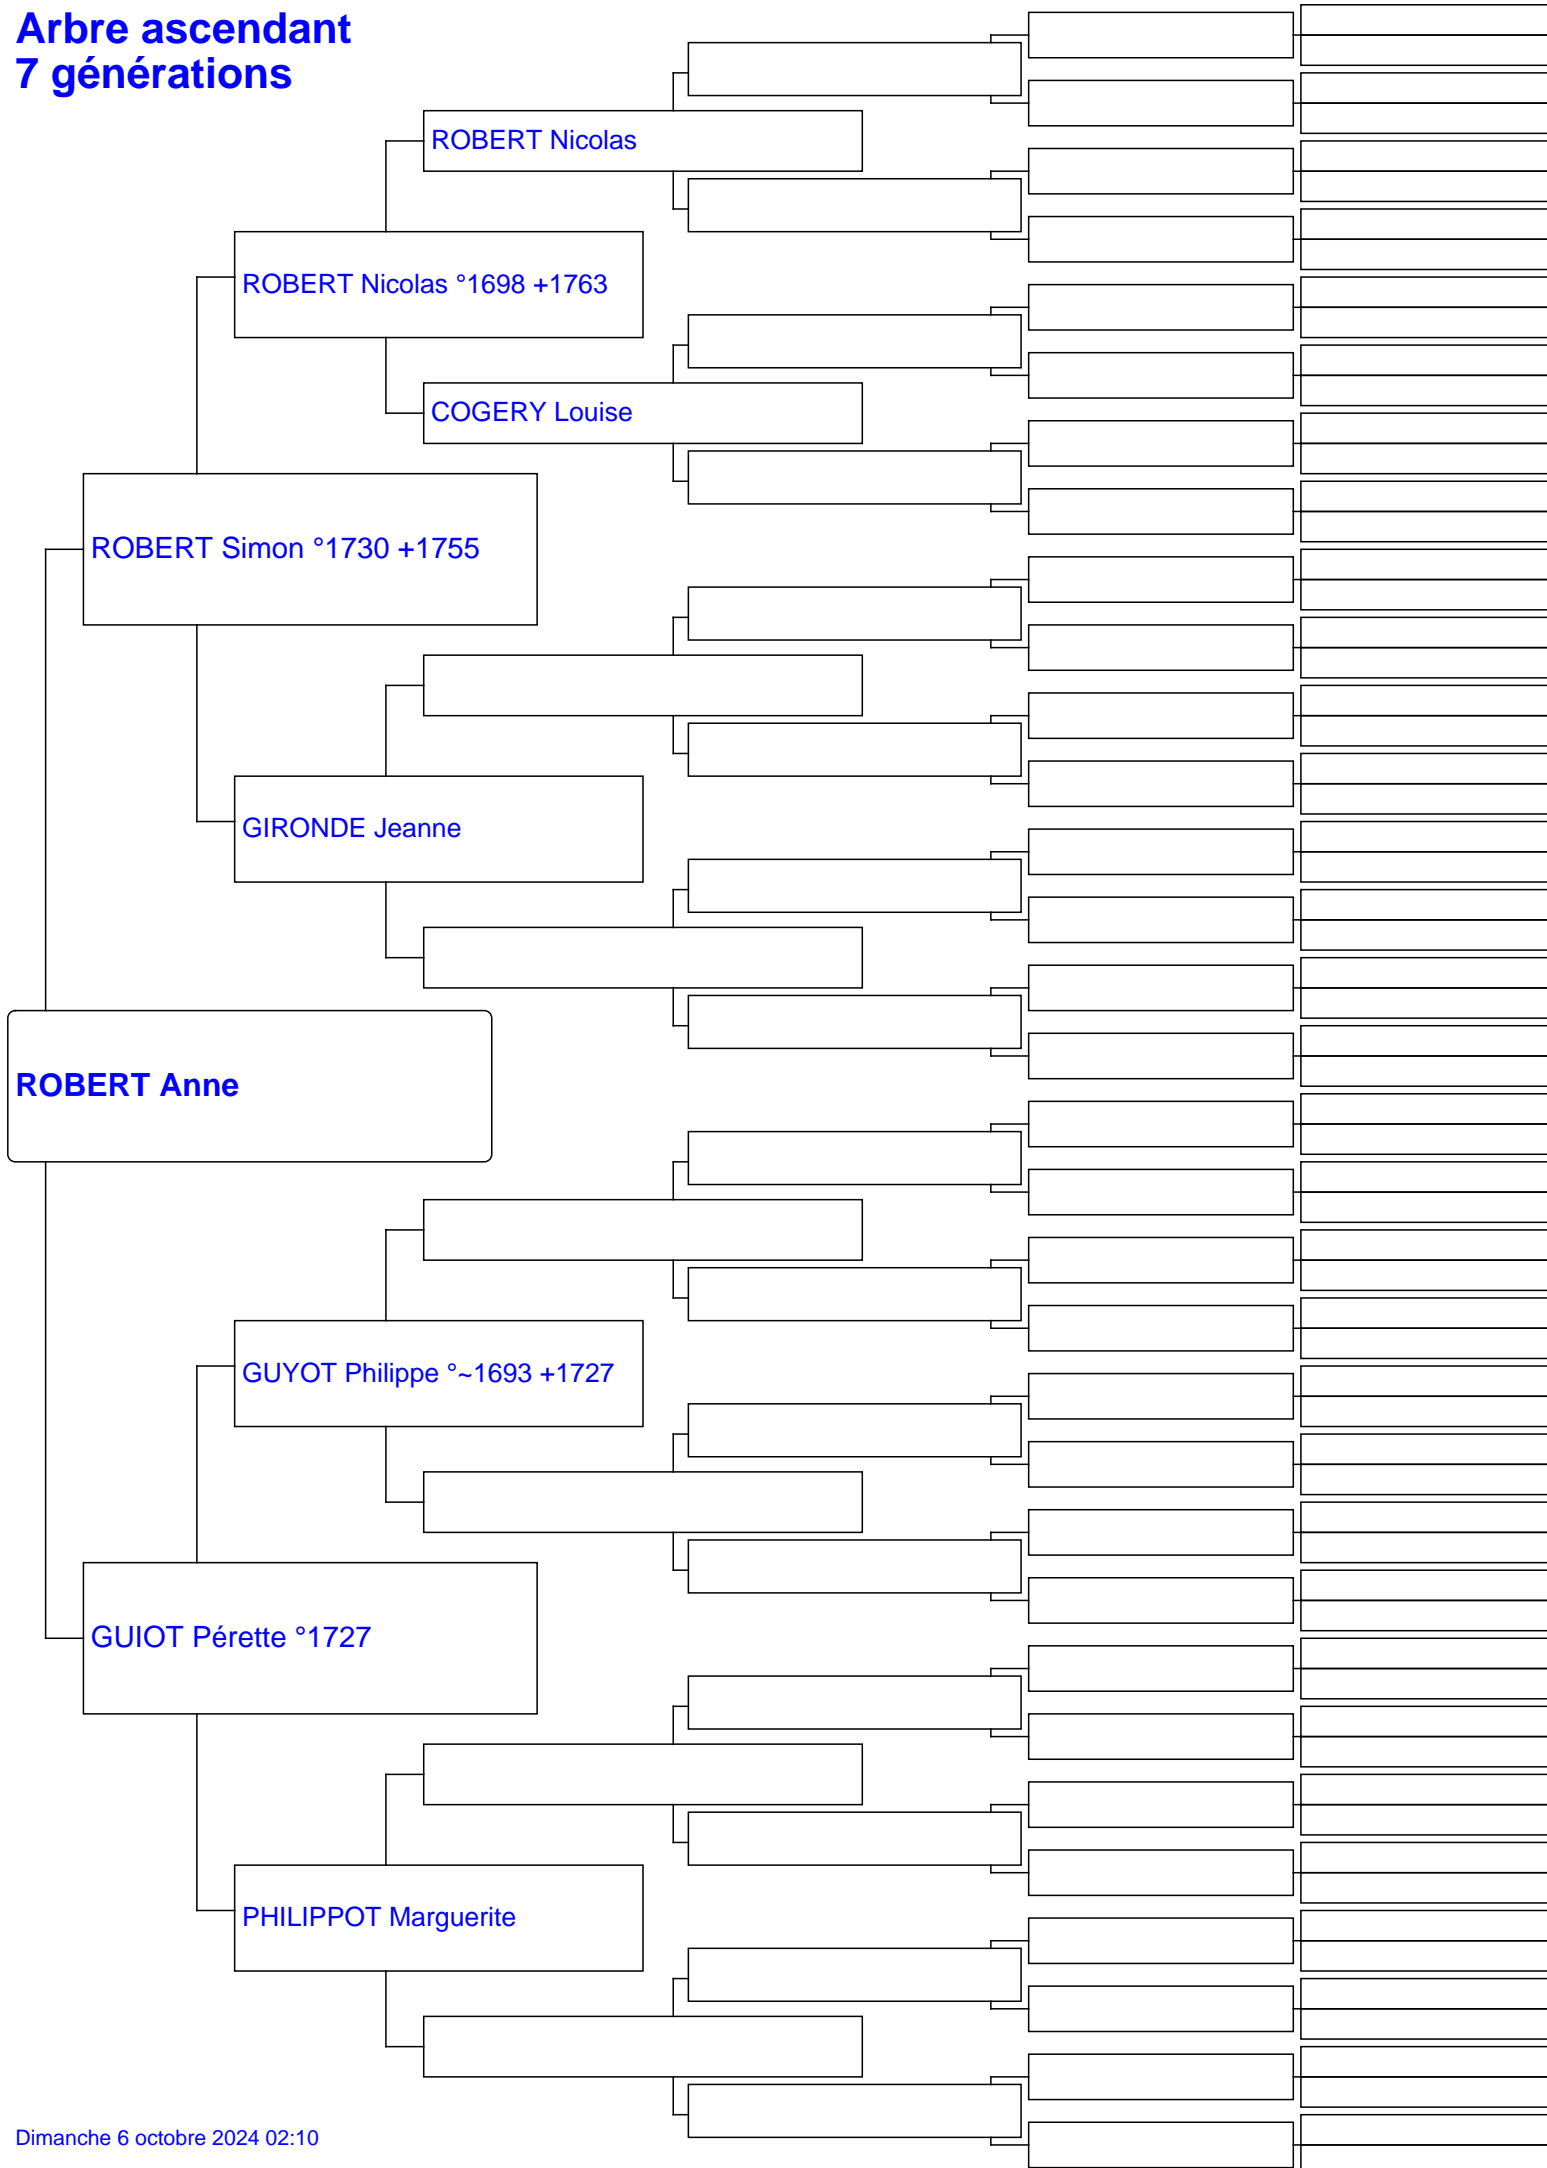 Arbre ascendant
7 générations
ROBERT Nicolas
ROBERT Nicolas °1698 +1763
COGERY Louise
ROBERT Simon °1730 +1755
GIRONDE Jeanne
ROBERT Anne
GUYOT Philippe °~1693 +1727
GUIOT Pérette °1727
PHILIPPOT Marguerite
Dimanche 6 octobre 2024 02:10